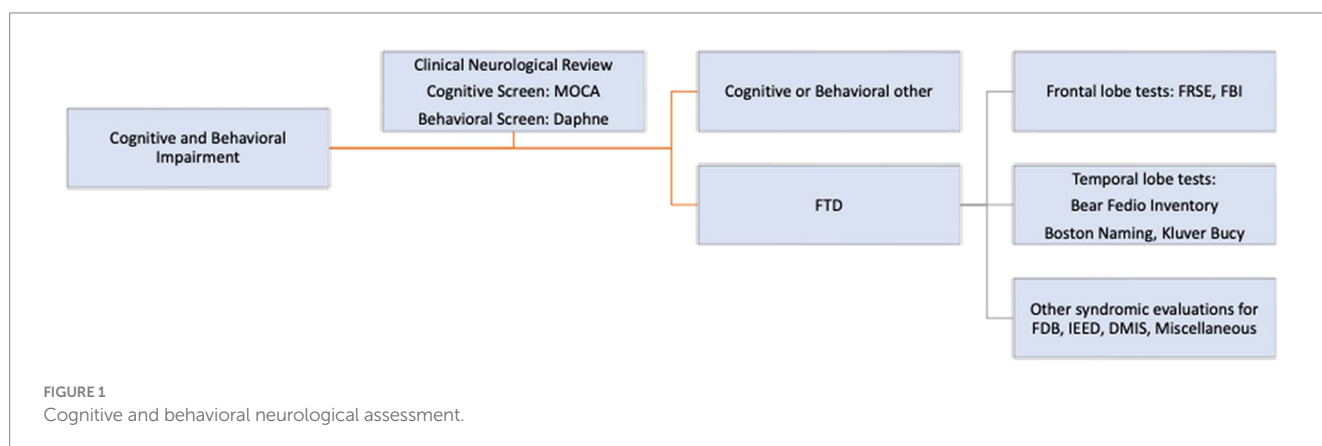 Clinical Neurological Review
Cognitive Screen: MOCA
Behavioral Screen: Daphne
Cognitive and Behavioral
Impairment
Cognitive or Behavioral other
FTD
Frontal lobe tests: FRSE, FBI
Temporal lobe tests:
Bear Fedio Inventory
Boston Naming, Kluver Bucy
Other syndromic evaluations for
FDB, IEED, DMIS, Miscellaneous
FIGURE 1
Cognitive and behavioral neurological assessment.